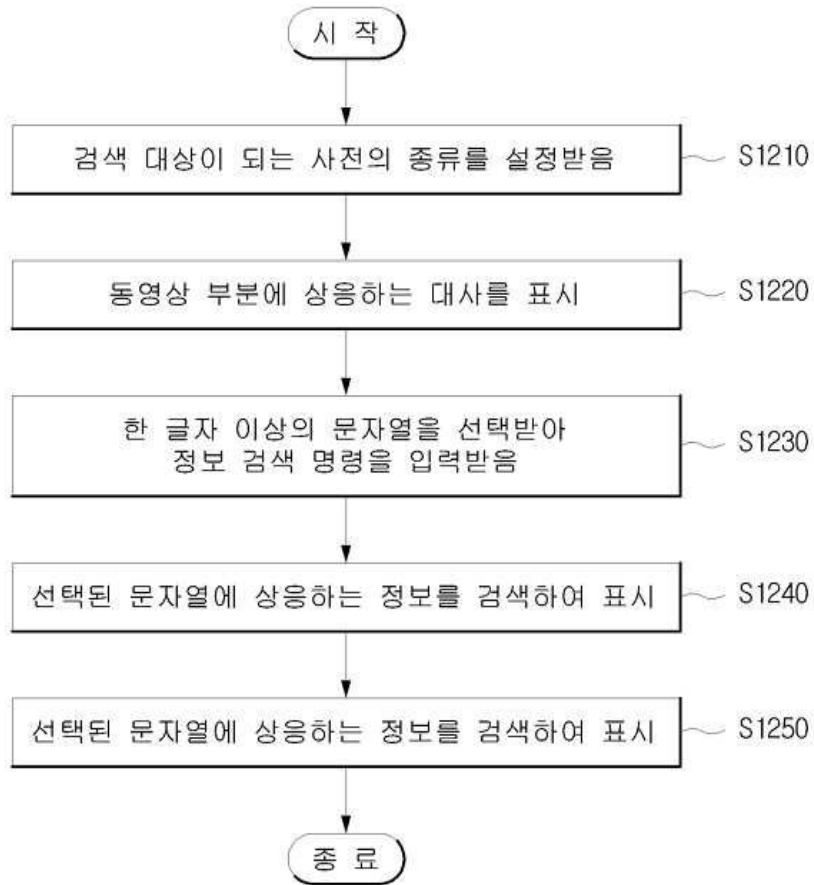 시 작
검색 대상이 되는 사전의 종류를 설정받음
S1210
동영상 부분에 상응하는 대사를 표시
S1220
한 글자 이상의 문자열을 선택받아
정보 검색 명령을 입력받음
S1230
선택된 문자열에 상응하는 정보를 검색하여 표시
S1240
선택된 문자열에 상응하는 정보를 검색하여 표시
S1250
종 료